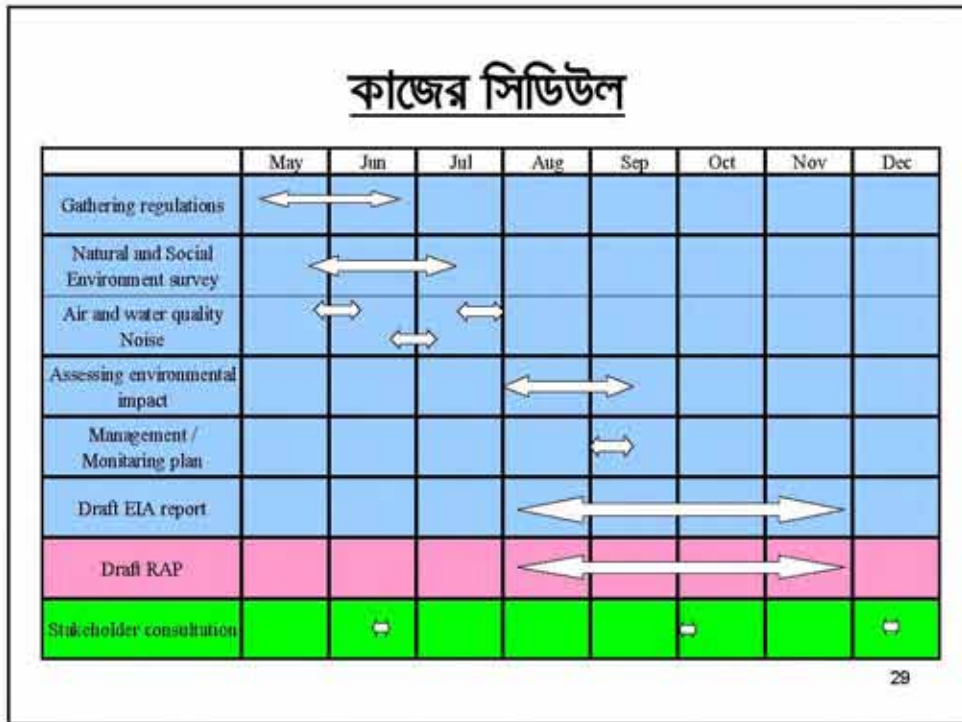 কাজের সিডিউল
May Jun Jul Aug Sep Oct Nov Dec
Gathering regulations
Natural and Social
Environment survey
Air and water quality
Noise
Assessing environmental
impact
Management /
Monitaring plan
Draft EIA report
Draft RAP
Stakeholder consultation
29